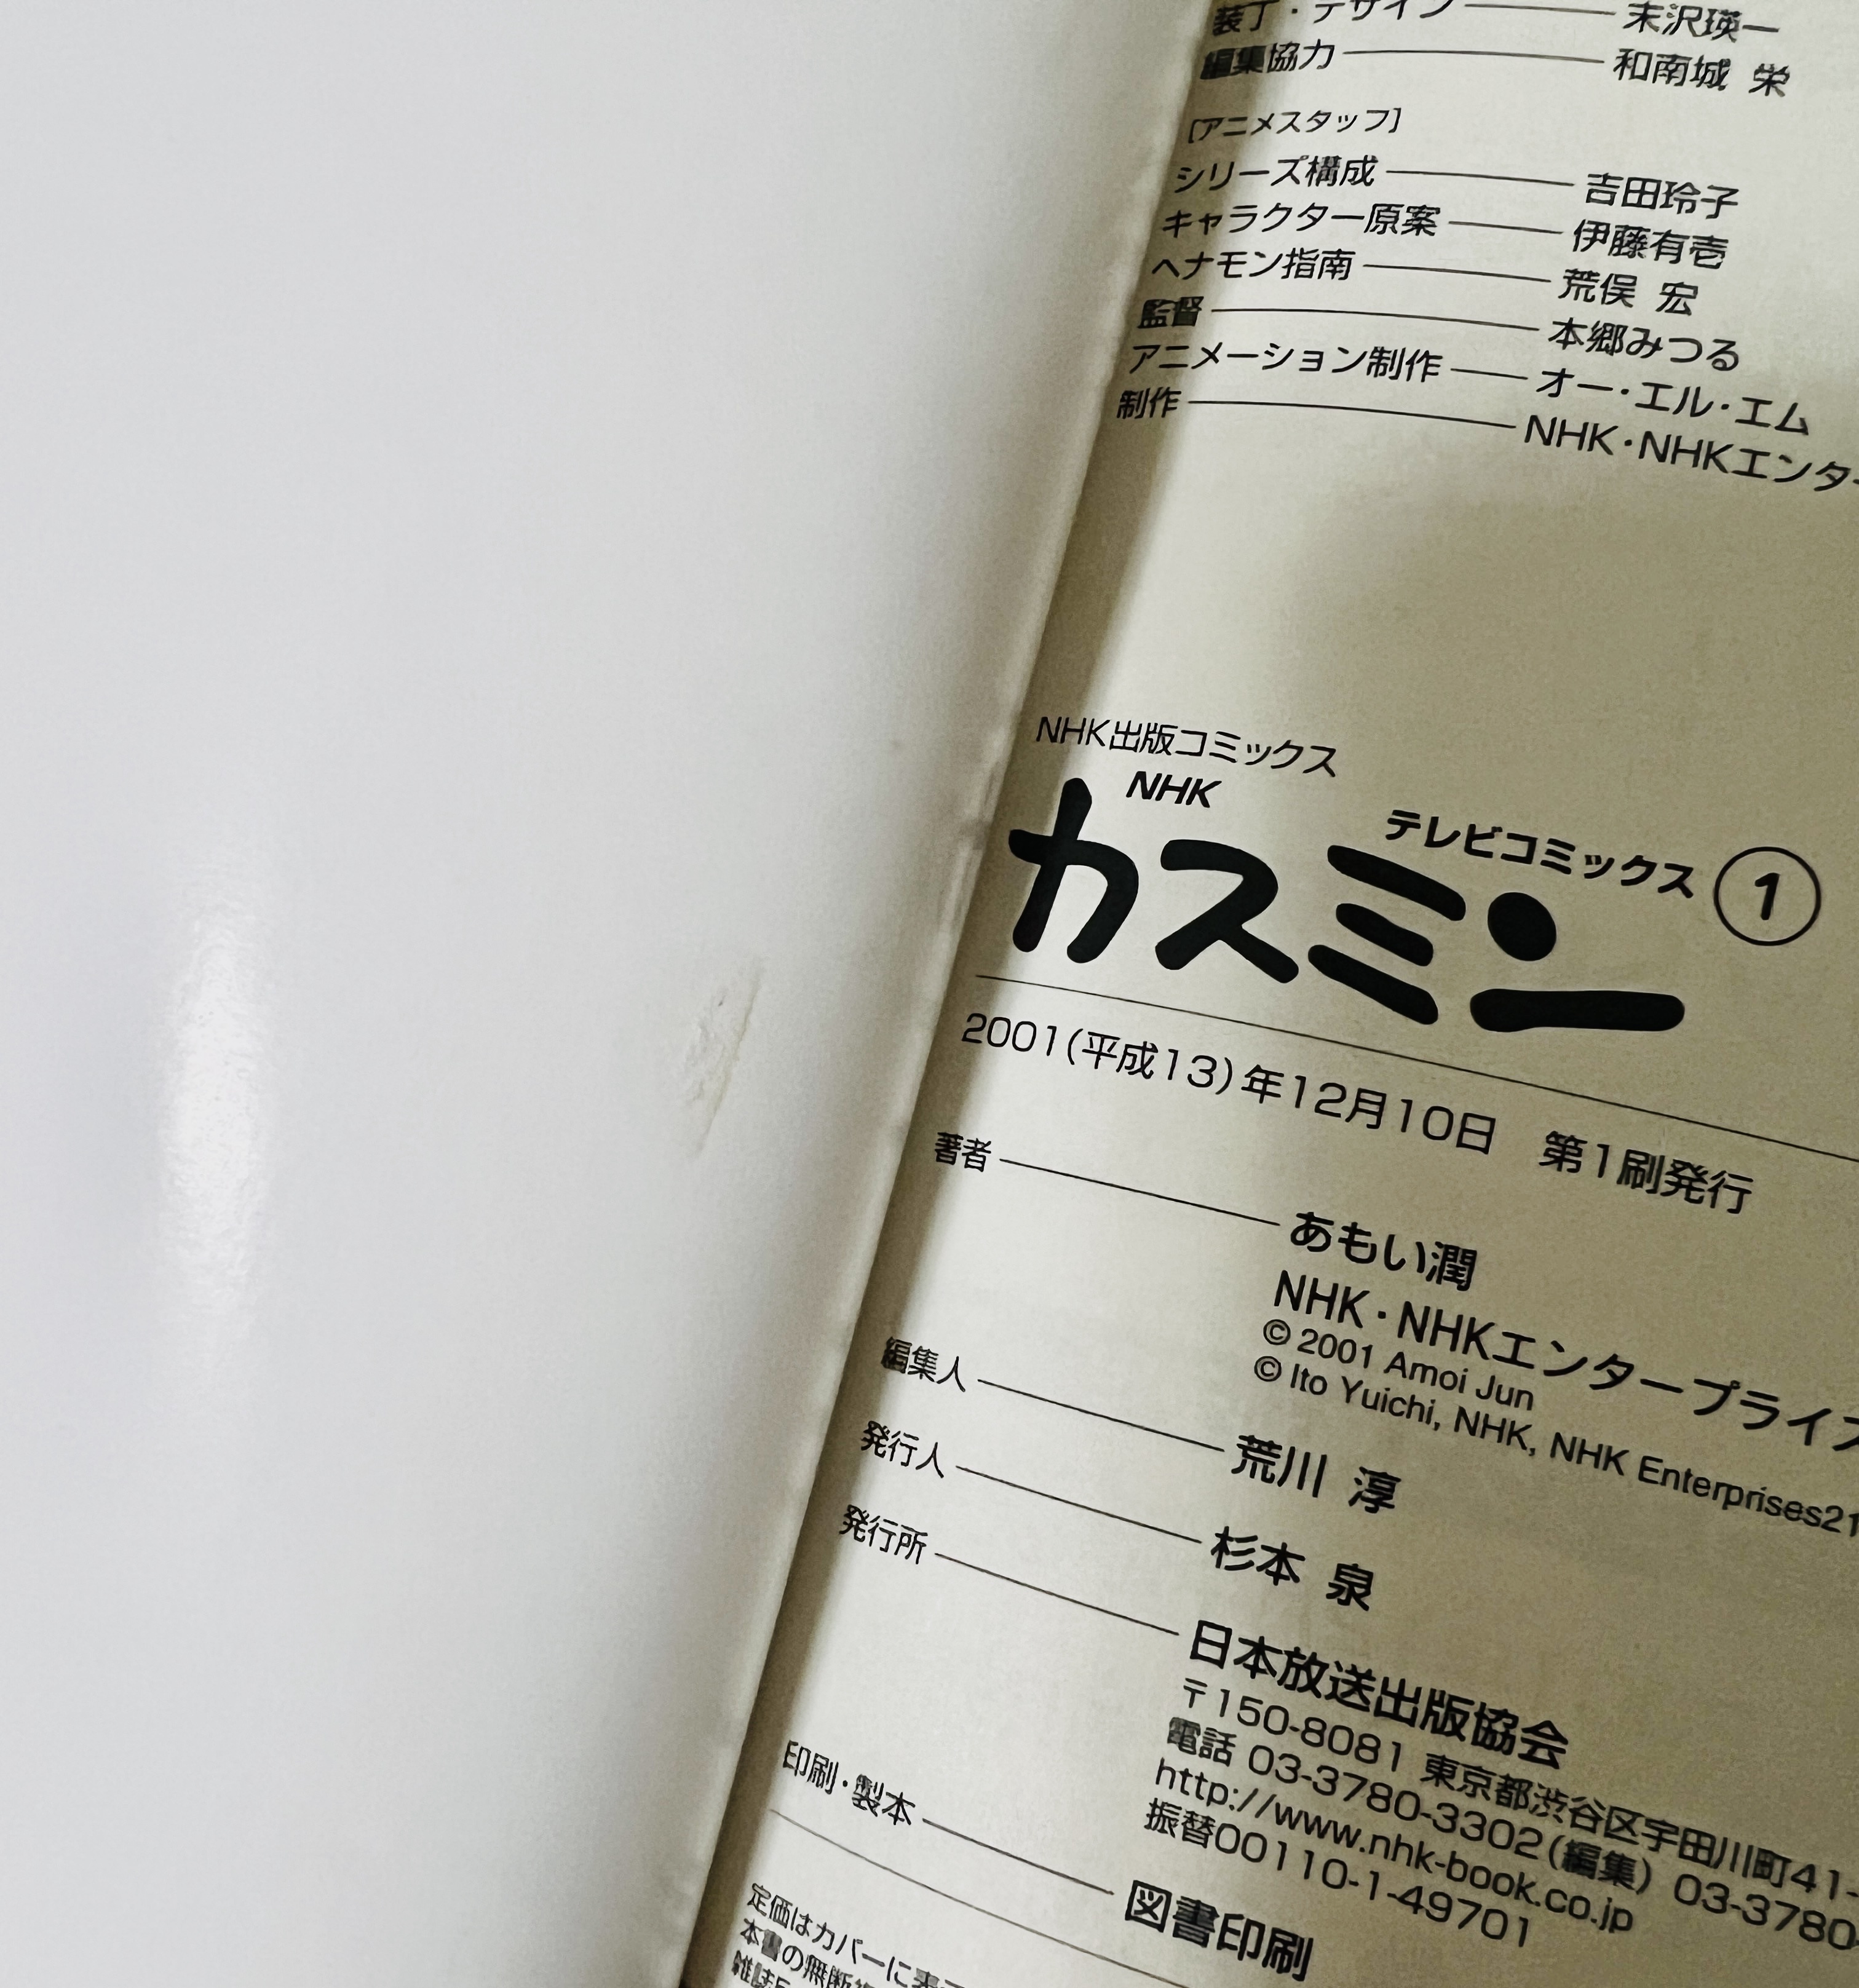 装丁・デザイン 末沢瑛一
編集協力 和南城 栄
[アニメスタッフ]
シリーズ構成 吉田玲子
キャラクター原案 伊藤有壱
ヘナモン指南 荒俣 宏
監督 本郷みつる
アニメーション制作 オー・エル・エム
制作 NHK・NHKエンター
NHK出版コミックス
NHK
テレビコミックス
カスミン ①
2001(平成13)年12月10日 第1刷発行
著者 あもい潤
NHK・NHKエンタープライズ
© 2001 Amoi Jun
© Ito Yuichi, NHK, NHK Enterprises21
編集人 荒川 淳
発行人 杉本 泉
発行所 日本放送出版協会
〒150-8081 東京都渋谷区宇田川町41-
電話 03-3780-3302(編集) 03-3780-
http://www.nhk-book.co.jp
振替00110-1-49701
印刷・製本 図書印刷
定価はカバーに表示
本書の無断複